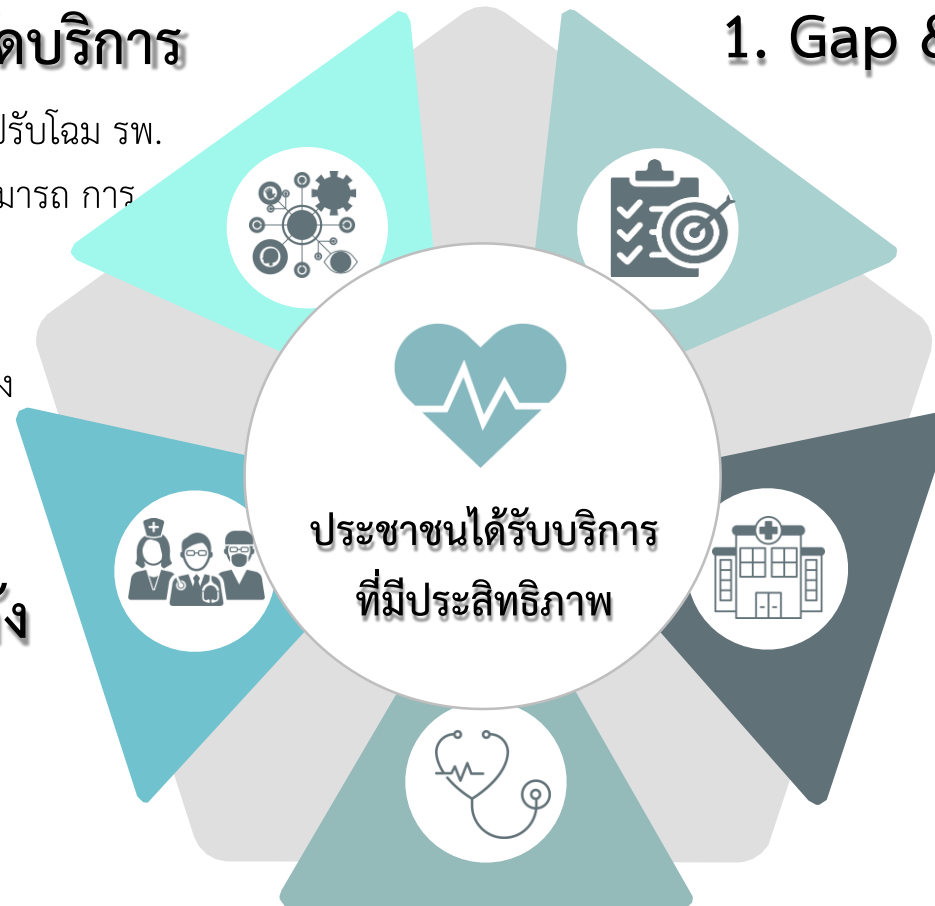 ดบริการ
1. Gap &
ปรับโฉม รพ.
มารถ การ
ง
ประชาชนได้รับบริการ
ที่มีประสิทธิภาพ
ัง